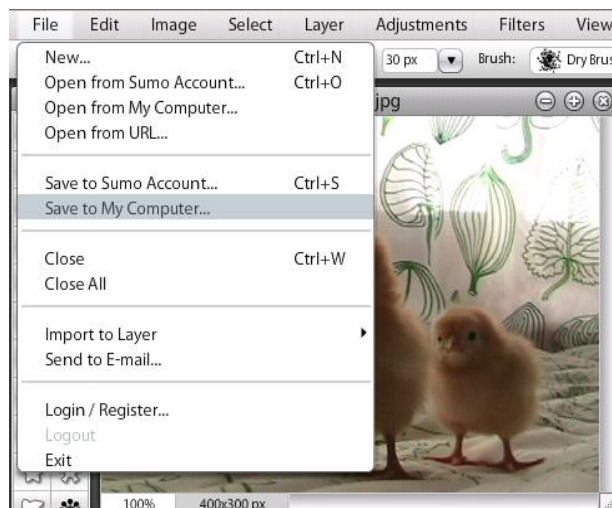 File Edit Image Select Layer Adjustments Filters View
30 px Brush: Dry Brus
jpg
New... Ctrl+N
Open from Sumo Account... Ctrl+O
Open from My Computer...
Open from URL...
Save to Sumo Account... Ctrl+S
Save to My Computer...
Close Ctrl+W
Close All
Import to Layer
Send to E-mail...
Login / Register...
Logout
Exit
100% 400x300 px